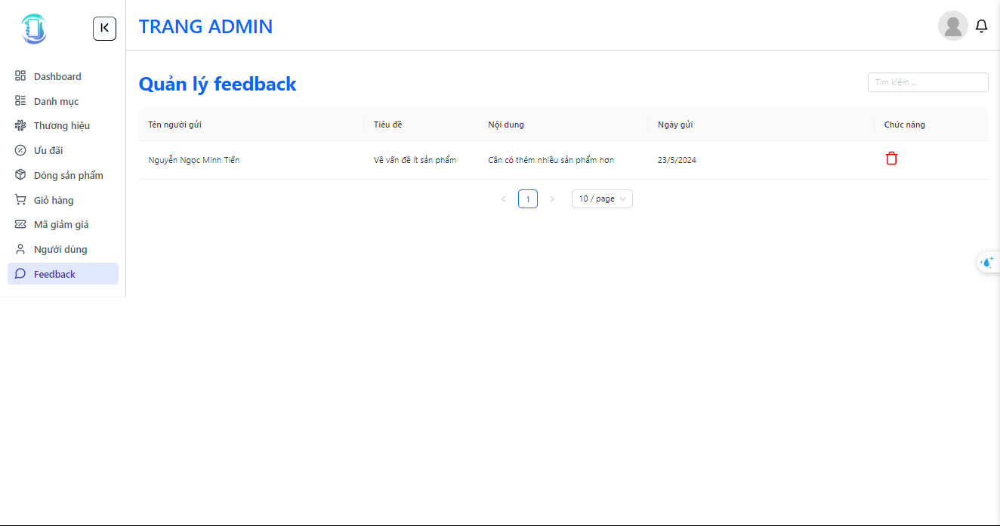 TRANG ADMIN
Dashboard
Danh mục
Thương hiệu
Ưu đãi
Dòng sản phẩm
Giỏ hàng
Mã giảm giá
Người dùng
Feedback
Quản lý feedback
Tìm kiếm ...
Tên người gửi Tiêu đề Nội dung Ngày gửi Chức năng
Nguyễn Ngọc Minh Tiến Về vấn đề ít sản phẩm Cần có thêm nhiều sản phẩm hơn 23/5/2024
< 1 > 10 / page